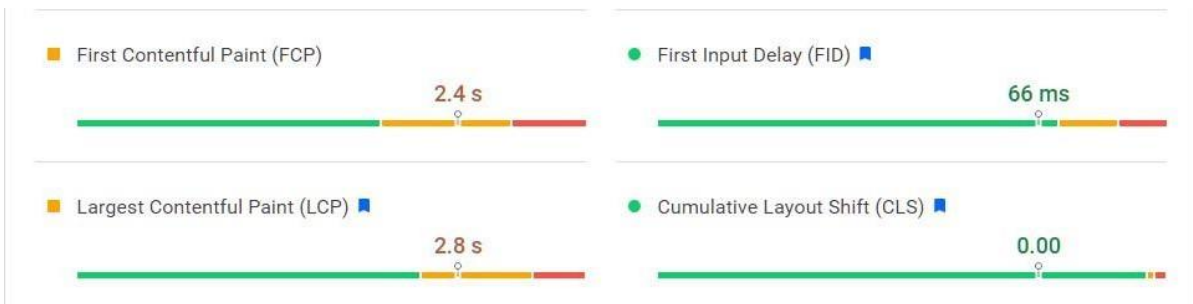 First Contentful Paint (FCP)
2.4 s
First Input Delay (FID)
66 ms
Largest Contentful Paint (LCP)
2.8 s
Cumulative Layout Shift (CLS)
0.00